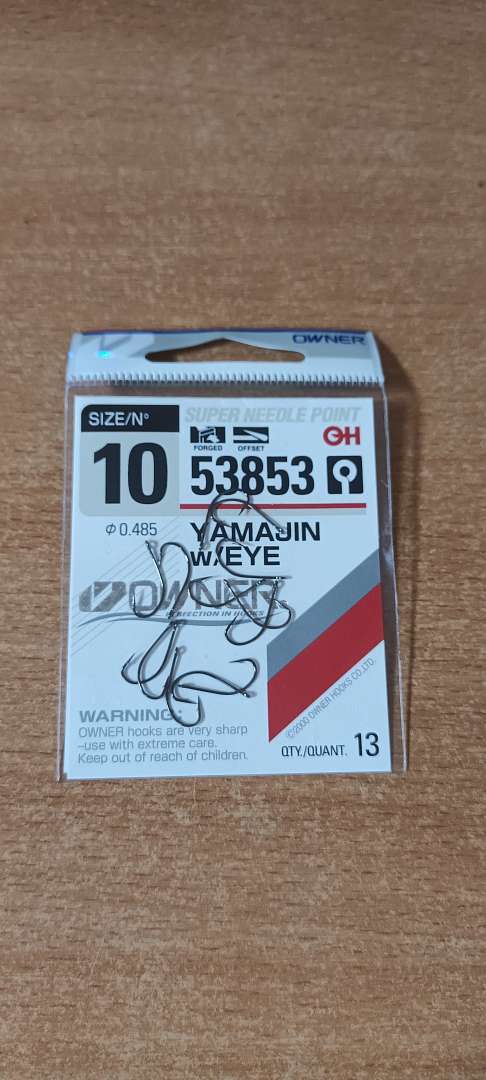 OWNER
SIZE/Nº
SUPER NEEDLE POINT
10
FORGED
OFFSET
OH
53853
Φ 0.485
YAMAJIN
w/EYE
OWNER
PERFECTION IN HOOKS
WARNING
OWNER hooks are very sharp
-use with extreme care.
Keep out of reach of children.
©2000 OWNER HOOKS CO.,LTD.
QTY./QUANT. 13